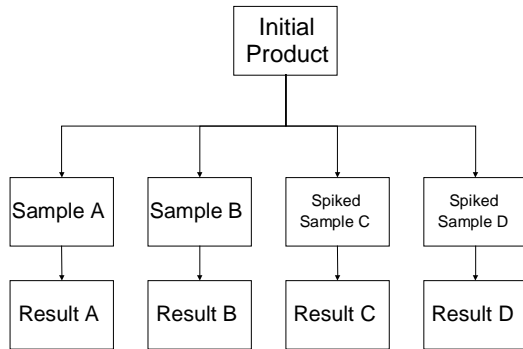 Initial
Product
Sample A
Sample B
Spiked
Sample C
Spiked
Sample D
Result A
Result B
Result C
Result D